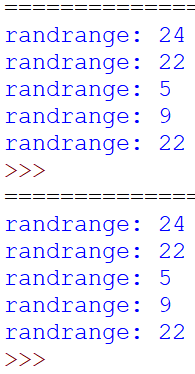 ==============
randrange: 24
randrange: 22
randrange: 5
randrange: 9
randrange: 22
>>>
==============
randrange: 24
randrange: 22
randrange: 5
randrange: 9
randrange: 22
>>>